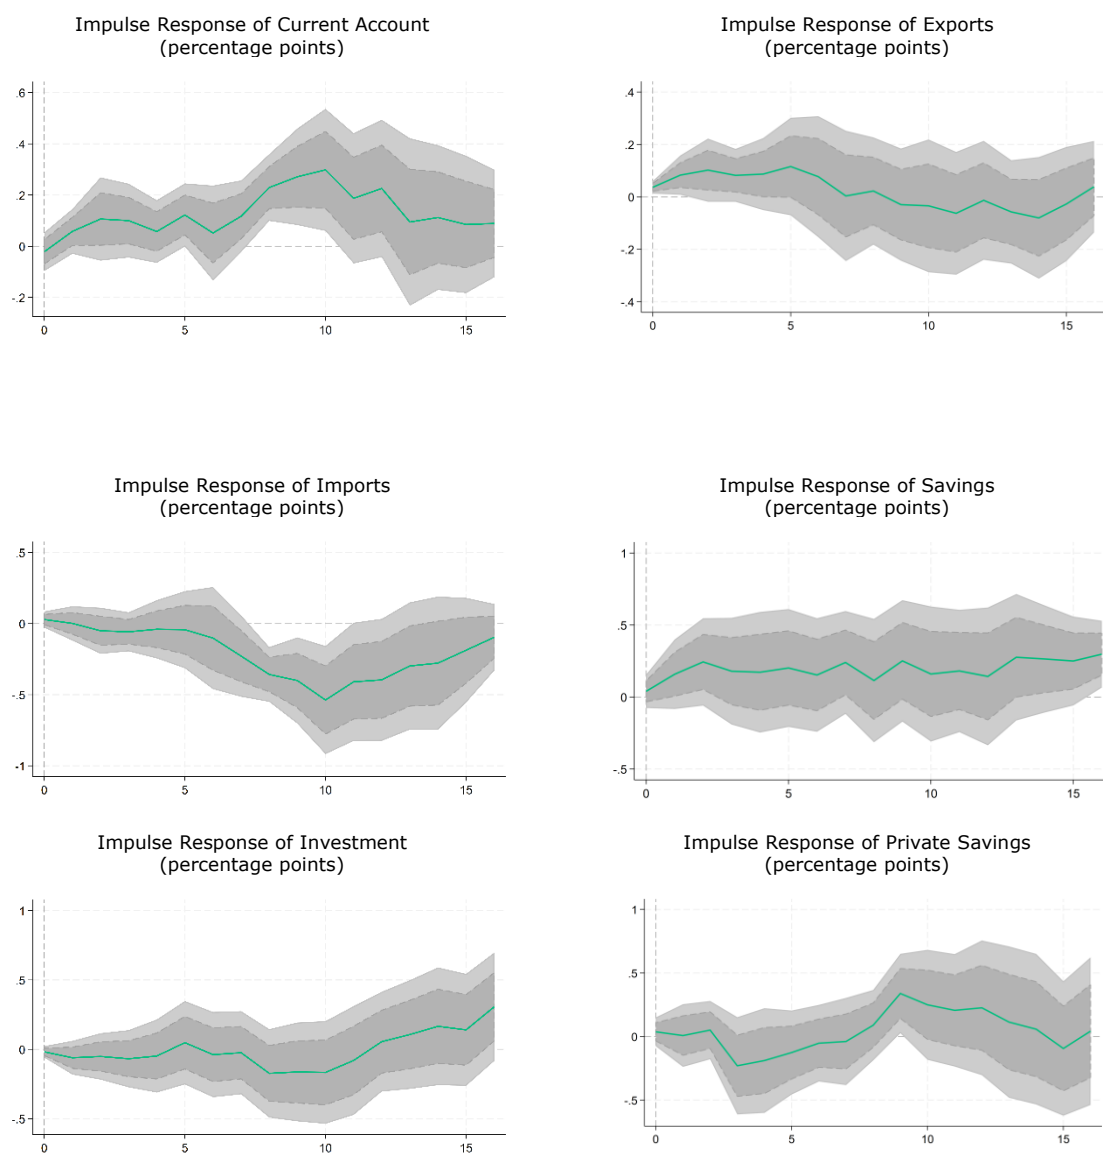 Impulse Response of Current Account
(percentage points)
.6
.4
.2
0
-.2
0 5 10 15
Impulse Response of Exports
(percentage points)
.4
.2
0
-.2
-.4
0 5 10 15
Impulse Response of Imports
(percentage points)
.5
0
-.5
-1
0 5 10 15
Impulse Response of Savings
(percentage points)
1
.5
0
-.5
0 5 10 15
Impulse Response of Investment
(percentage points)
1
.5
0
-.5
0 5 10 15
Impulse Response of Private Savings
(percentage points)
1
.5
0
-.5
0 5 10 15